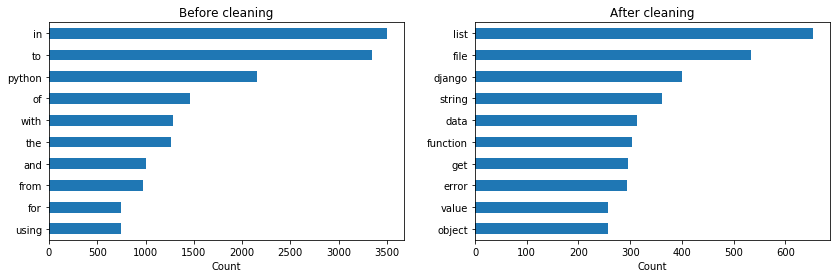 Before cleaning
in
to
python
of
with
the
and
from
for
using
0 500 1000 1500 2000 2500 3000 3500
Count
After cleaning
list
file
django
string
data
function
get
error
value
object
0 100 200 300 400 500 600
Count